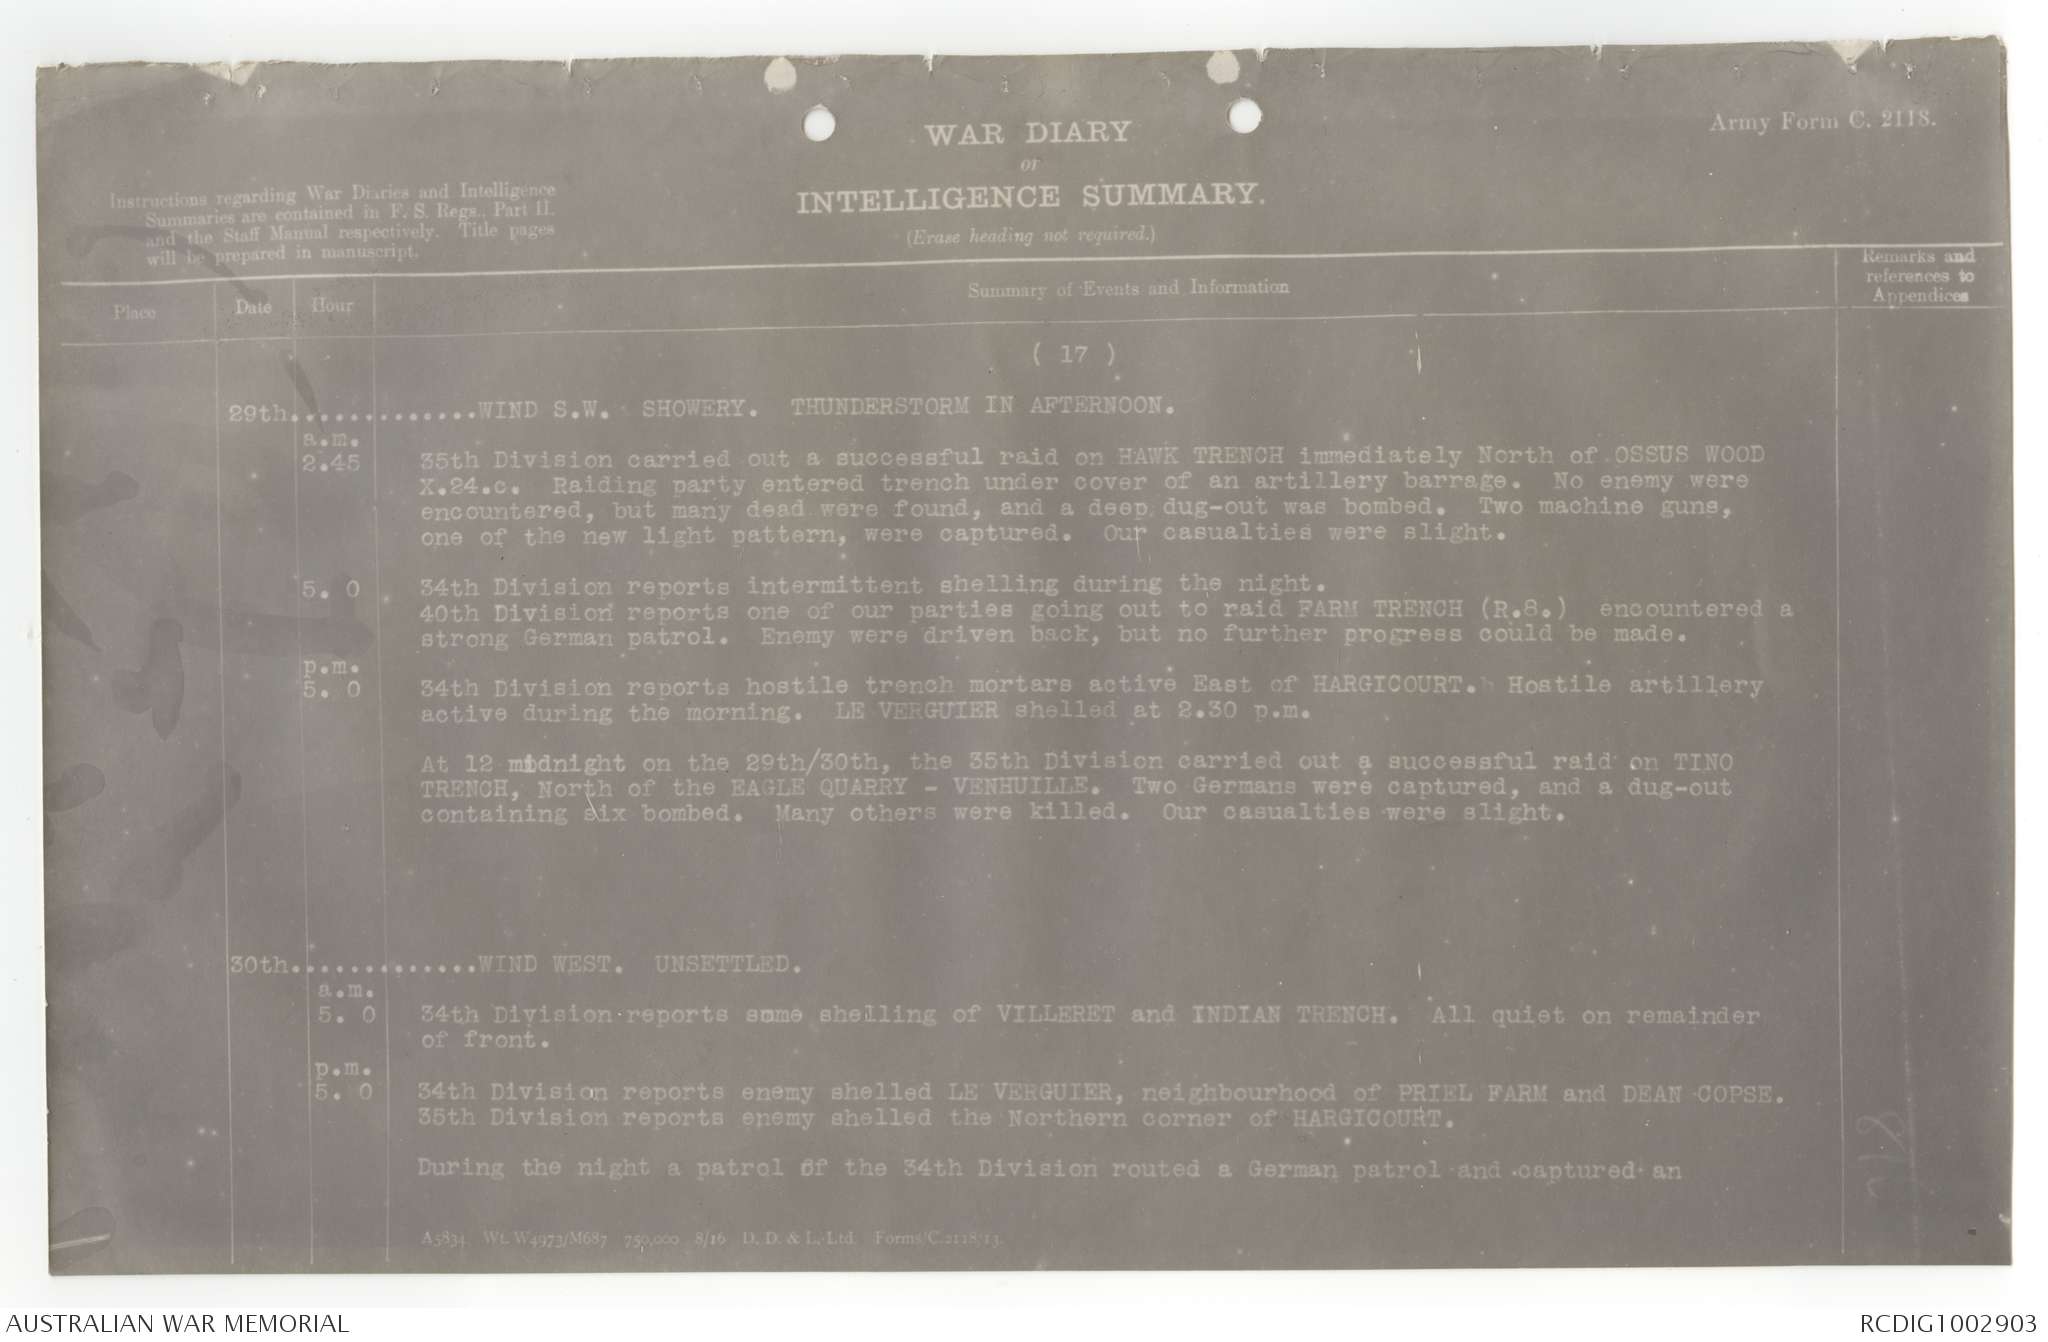 Army Form C. 2118.
WAR DIARY
or
INTELLIGENCE SUMMARY.
(Erase heading not required.)
Instructions regarding War Diaries and Intelligence
Summaries are contained in F. S. Regs., Part II.
and the Staff Manual respectively. Title pages
will be prepared in manuscript.
Place
Date
Hour
Summary of Events and Information
Remarks and
references to
Appendices
( 17 )
29th..............WIND S.W. SHOWERY. THUNDERSTORM IN AFTERNOON.
a.m.
2.45 35th Division carried out a successful raid on HAWK TRENCH immediately North of OSSUS WOOD
X.24.c. Raiding party entered trench under cover of an artillery barrage. No enemy were
encountered, but many dead were found, and a deep dug-out was bombed. Two machine guns,
one of the new light pattern, were captured. Our casualties were slight.
5. 0 34th Division reports intermittent shelling during the night.
40th Division reports one of our parties going out to raid FARM TRENCH (R.8.) encountered a
strong German patrol. Enemy were driven back, but no further progress could be made.
p.m.
5. 0 34th Division reports hostile trench mortars active East of HARGICOURT. Hostile artillery
active during the morning. LE VERGUIER shelled at 2.30 p.m.
At 12 midnight on the 29th/30th, the 35th Division carried out a successful raid on TINO
TRENCH, North of the EAGLE QUARRY - VENHUILLE. Two Germans were captured, and a dug-out
containing six bombed. Many others were killed. Our casualties were slight.
30th.............WIND WEST. UNSETTLED.
a.m.
5. 0 34th Division reports some shelling of VILLERET and INDIAN TRENCH. All quiet on remainder
of front.
p.m.
5. 0 34th Division reports enemy shelled LE VERGUIER, neighbourhood of PRIEL FARM and DEAN COPSE.
35th Division reports enemy shelled the Northern corner of HARGICOURT.
During the night a patrol of the 34th Division routed a German patrol and captured an
A5834 Wt. W4973/M687 750,000 8/16 D. D. & L. Ltd. Forms/C.2118/13.
AUSTRALIAN WAR MEMORIAL
RCDIG1002903